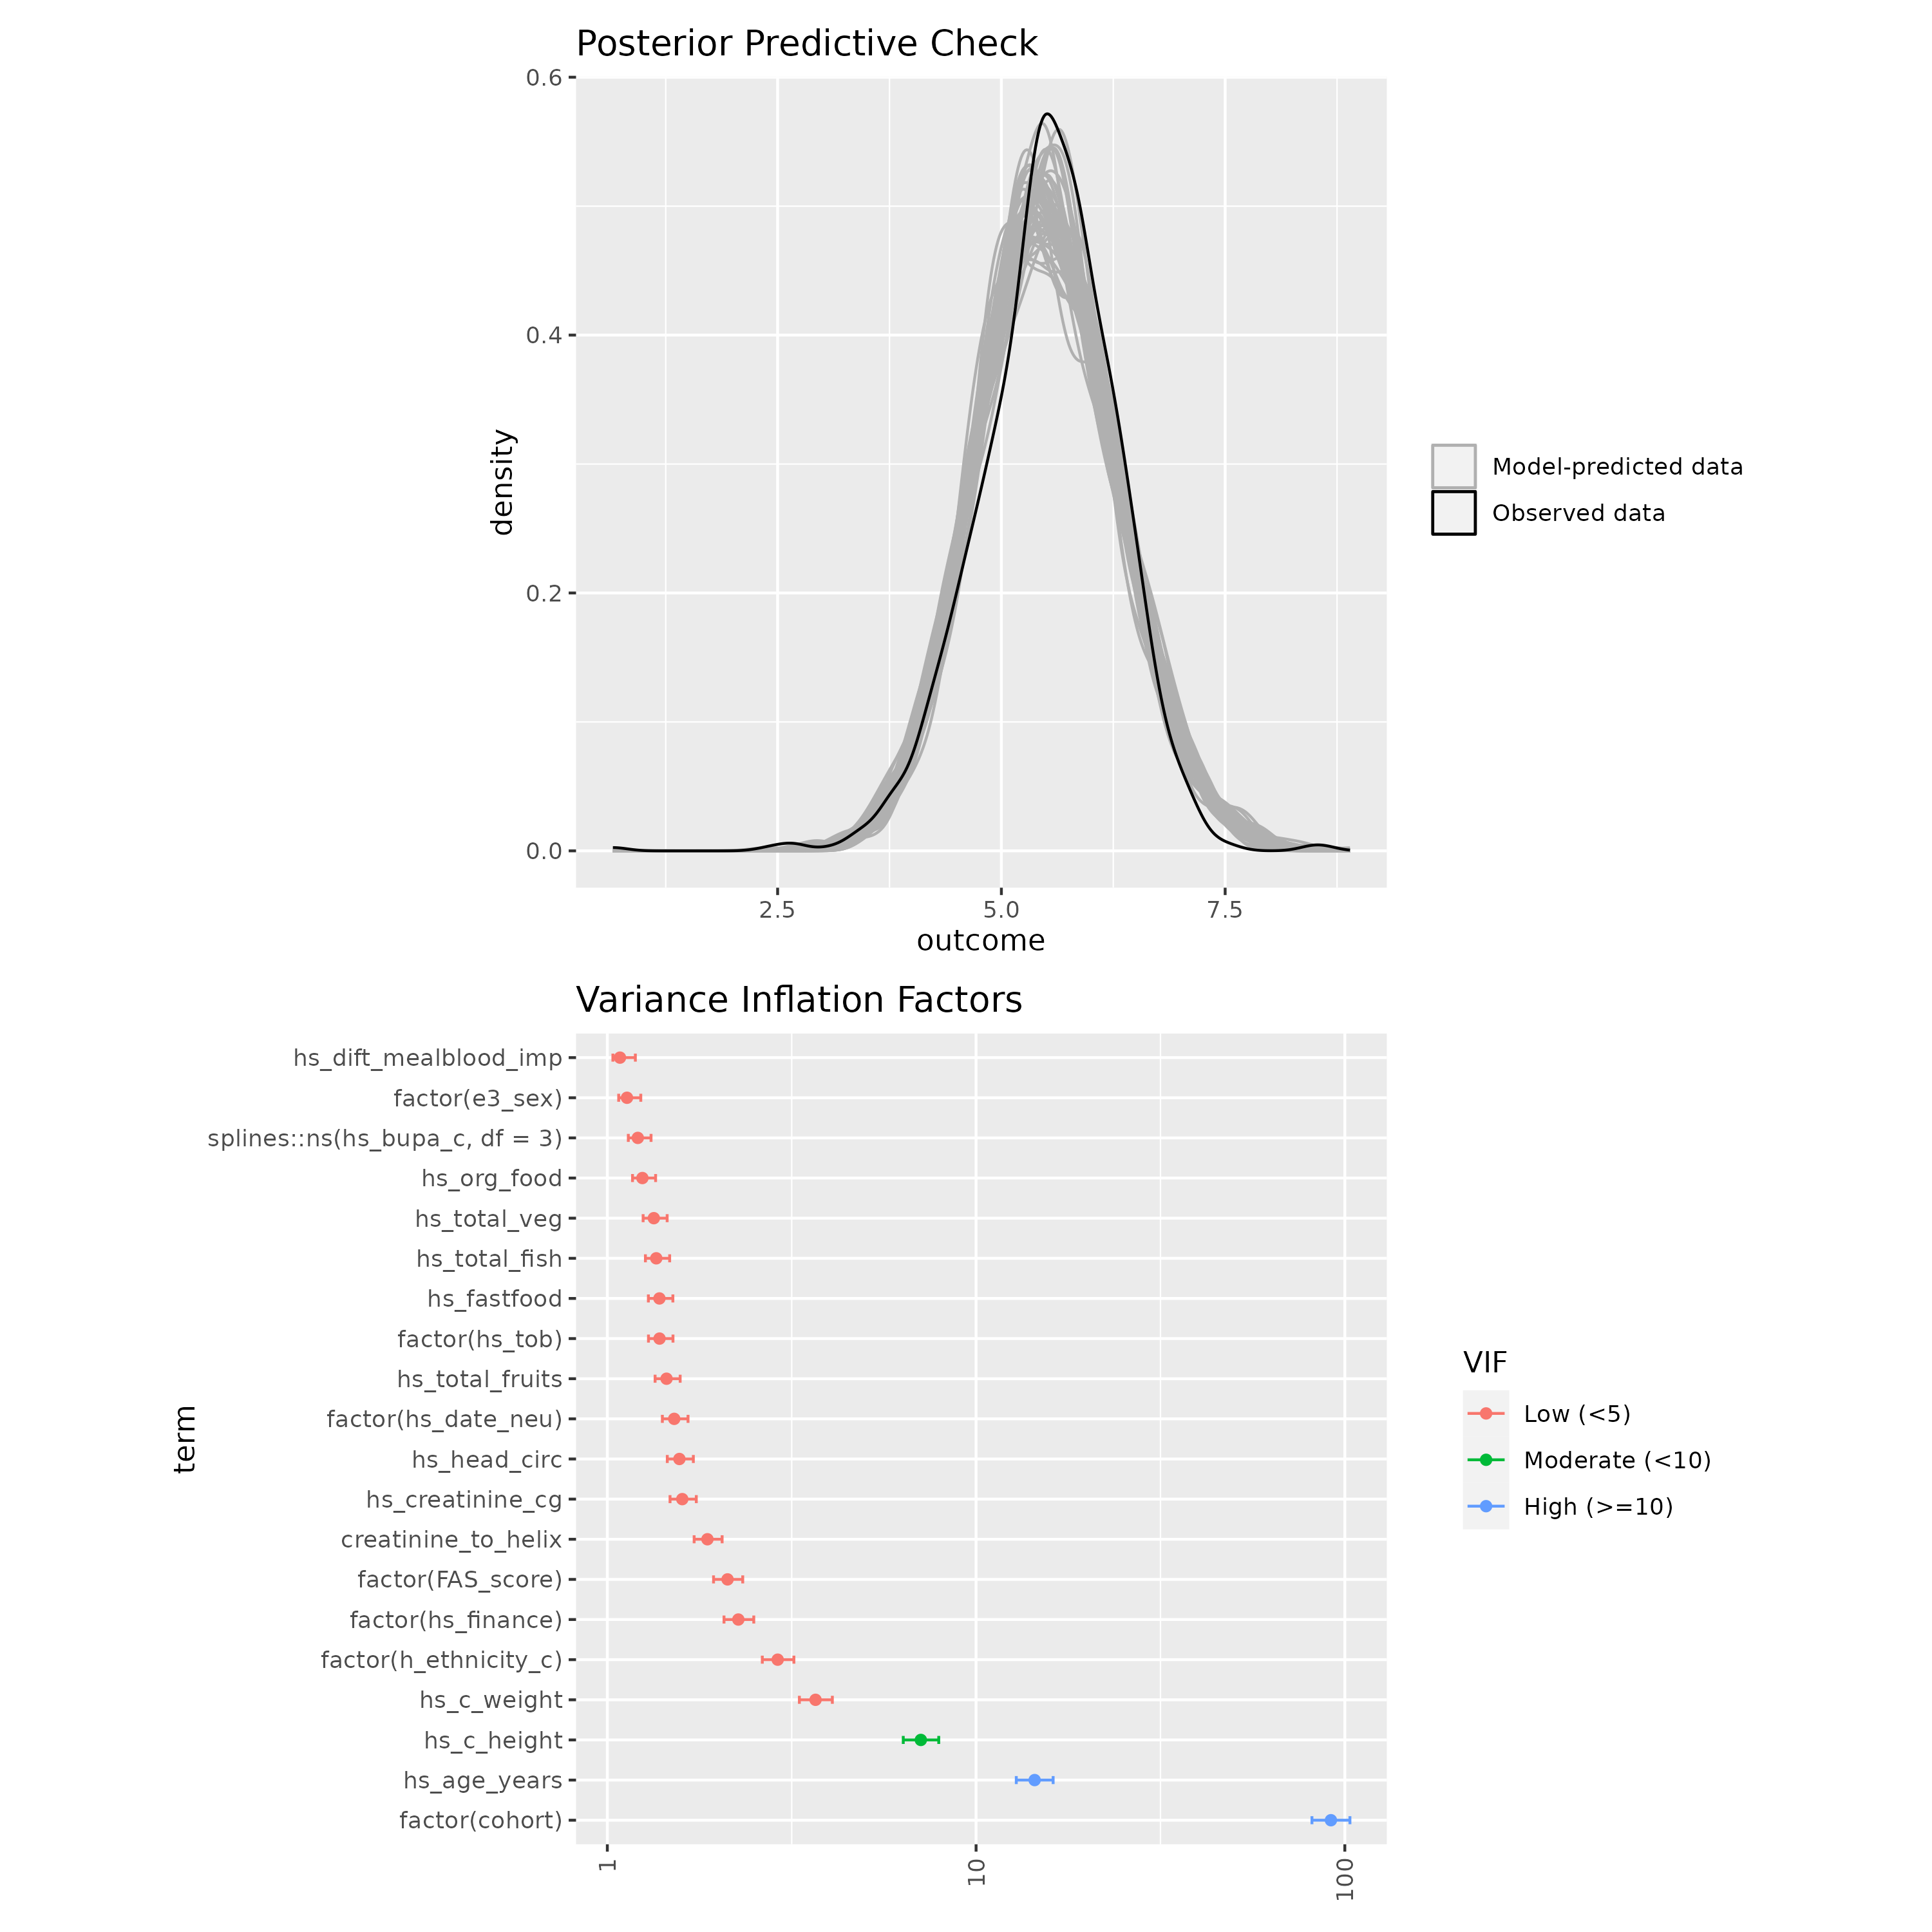 Posterior Predictive Check
0.6
0.4
0.2
0.0
density
2.5 5.0 7.5
outcome
Model-predicted data
Observed data
Variance Inflation Factors
term
hs_dift_mealblood_imp
factor(e3_sex)
splines::ns(hs_bupa_c, df = 3)
hs_org_food
hs_total_veg
hs_total_fish
hs_fastfood
factor(hs_tob)
hs_total_fruits
factor(hs_date_neu)
hs_head_circ
hs_creatinine_cg
creatinine_to_helix
factor(FAS_score)
factor(hs_finance)
factor(h_ethnicity_c)
hs_c_weight
hs_c_height
hs_age_years
factor(cohort)
1 10 100
VIF
Low (<5)
Moderate (<10)
High (>=10)